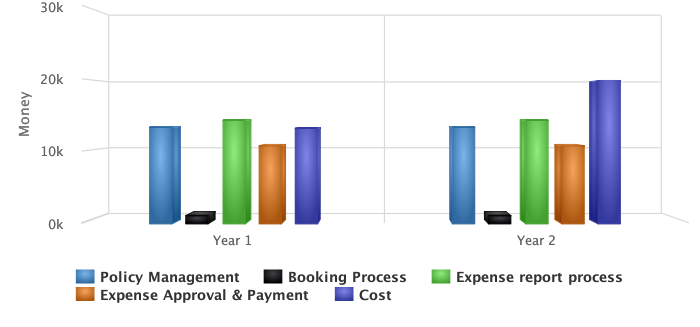 30k
20k
Money
10k
0k
Year 1 Year 2
Policy Management Booking Process Expense report process
Expense Approval & Payment Cost